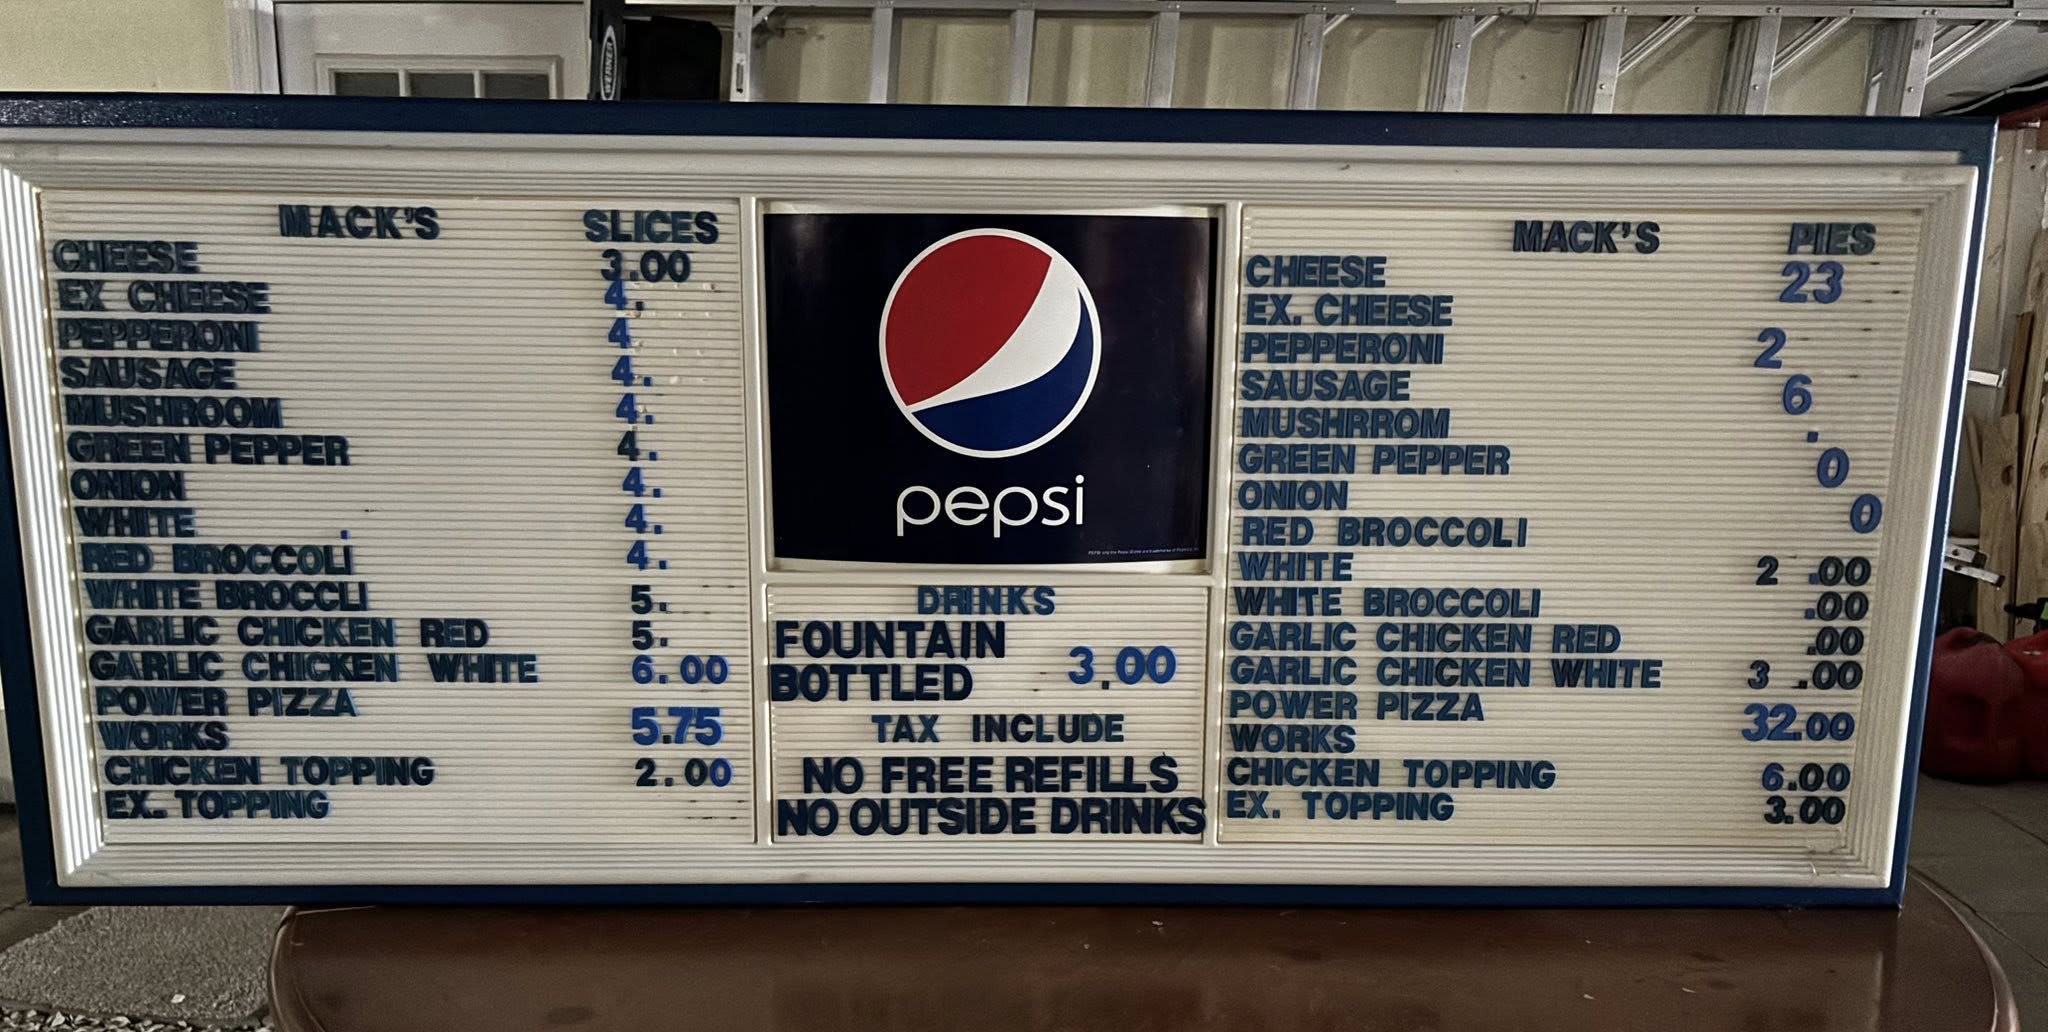 WERNER
MACK'S SLICES
CHEESE 3.00
EX CHEESE 4.
PEPPERONI 4
SAUSAGE 4.
MUSHROOM 4.
GREEN PEPPER 4.
ONION 4.
WHITE . 4.
RED BROCCOLI 4.
WHITE BROCCLI 5.
GARLIC CHICKEN RED 5.
GARLIC CHICKEN WHITE 6.00
POWER PIZZA
WORKS 5.75
CHICKEN TOPPING 2.00
EX. TOPPING
pepsi
DRINKS
FOUNTAIN
BOTTLED 3.00
TAX INCLUDE
NO FREE REFILLS
NO OUTSIDE DRINKS
MACK'S PIES
CHEESE 23
EX. CHEESE
PEPPERONI 2
SAUSAGE 6
MUSHRROM .
GREEN PEPPER 0
ONION 0
RED BROCCOLI
WHITE 2 .00
WHITE BROCCOLI .00
GARLIC CHICKEN RED .00
GARLIC CHICKEN WHITE 3 .00
POWER PIZZA 32.00
WORKS
CHICKEN TOPPING 6.00
EX. TOPPING 3.00